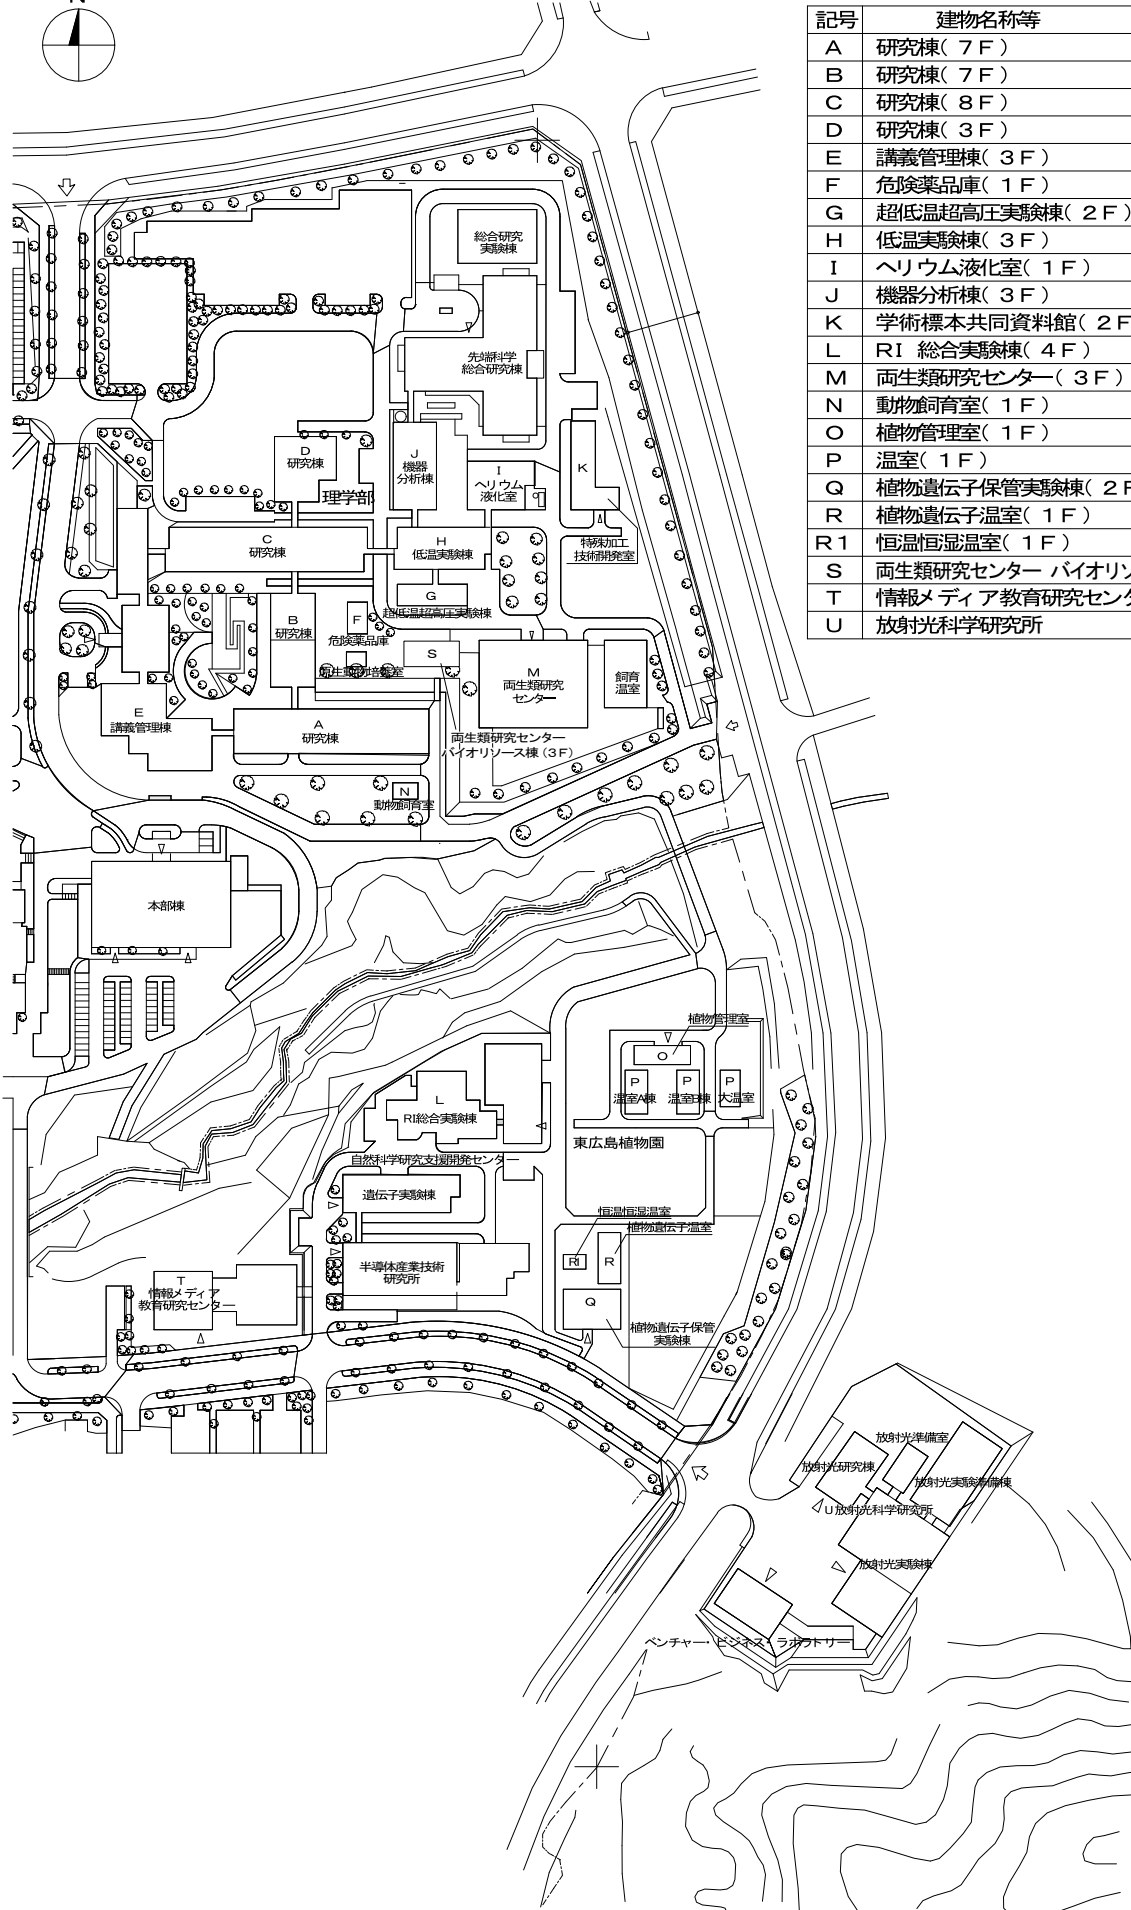 N
記号 建物名称等
A 研究棟(7F)
B 研究棟(7F)
C 研究棟(8F)
D 研究棟(3F)
E 講義管理棟(3F)
F 危険薬品庫(1F)
G 超低温超高圧実験棟(2F)
H 低温実験棟(3F)
I ヘリウム液化室(1F)
J 機器分析棟(3F)
K 学術標本共同資料館(2F
L RI 総合実験棟(4F)
M 両生類研究センター(3F)
N 動物飼育室(1F)
O 植物管理室(1F)
P 温室(1F)
Q 植物遺伝子保管実験棟(2F
R 植物遺伝子温室(1F)
R1 恒温恒湿温室(1F)
S 両生類研究センター バイオリソ
T 情報メディア教育研究センタ
U 放射光科学研究所
総合研究
実験棟
先端科学
総合研究棟
D
研究棟
理学部
J
機器
分析棟
I
ヘリウム
液化室
K
特殊加工
技術開発室
C
研究棟
H
低温実験棟
G
超低温超高圧実験棟
B
研究棟
F
危険薬品庫
S
M
両生類研究
センター
飼育
温室
E
講義管理棟
A
研究棟
両生類研究センター
バイオリソース棟(3F)
N
動物飼育室
本部棟
植物管理室
O
P
温室A棟
P
温室B棟
P
大温室
L
RI総合実験棟
東広島植物園
自然科学研究支援開発センター
遺伝子実験棟
恒温恒湿温室
植物遺伝子温室
R1
R
半導体産業技術
研究所
T
情報メディア
教育研究センター
Q
植物遺伝子保管
実験棟
放射光準備室
放射光研究棟
放射光実験準備棟
U放射光科学研究所
放射光実験棟
ベンチャー・ビジネス・ラボラトリー